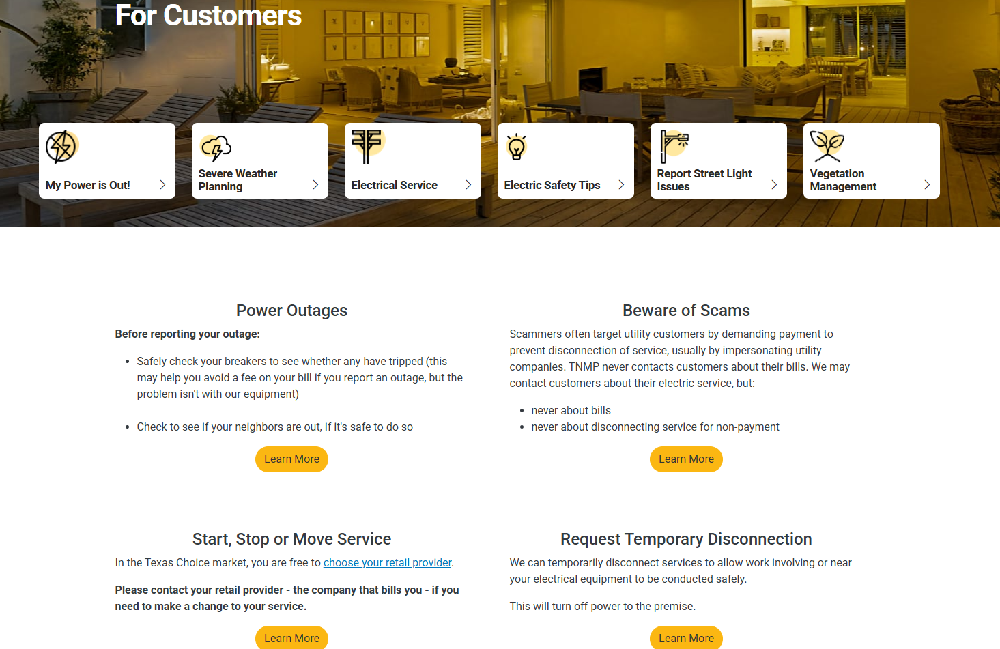 For Customers
My Power is Out!
Severe Weather
Planning
Electrical Service
Electric Safety Tips
Report Street Light
Issues
Vegetation
Management
Power Outages
Before reporting your outage:
• Safely check your breakers to see whether any have tripped (this
may help you avoid a fee on your bill if you report an outage, but the
problem isn't with our equipment)
• Check to see if your neighbors are out, if it's safe to do so
Learn More
Beware of Scams
Scammers often target utility customers by demanding payment to
prevent disconnection of service, usually by impersonating utility
companies. TNMP never contacts customers about their bills. We may
contact customers about their electric service, but:
• never about bills
• never about disconnecting service for non-payment
Learn More
Start, Stop or Move Service
In the Texas Choice market, you are free to choose your retail provider.
Please contact your retail provider - the company that bills you - if you
need to make a change to your service.
Learn More
Request Temporary Disconnection
We can temporarily disconnect services to allow work involving or near
your electrical equipment to be conducted safely.
This will turn off power to the premise.
Learn More